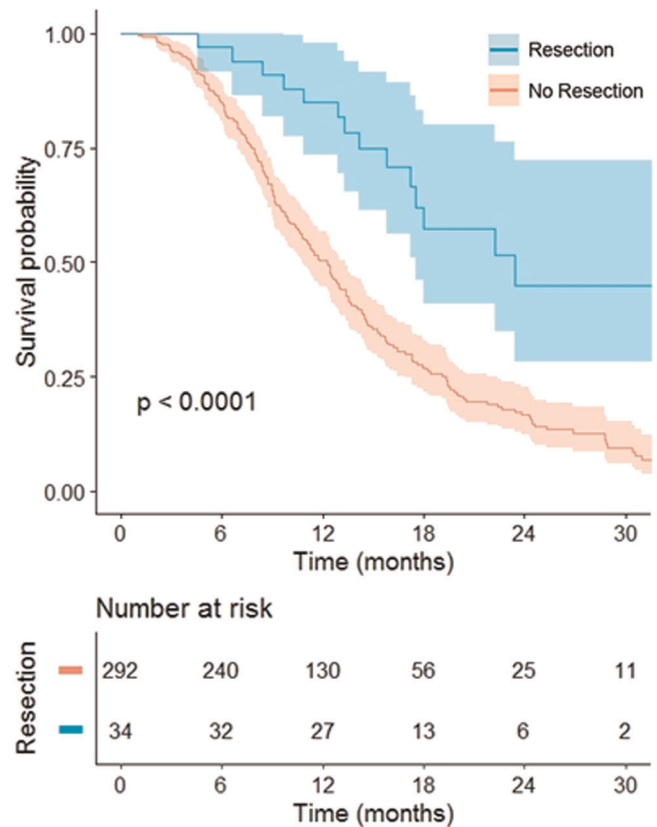 1.00
0.75
0.50
0.25
0.00
Survival probability
Resection
No Resection
p < 0.0001
0 6 12 18 24 30
Time (months)
Number at risk
Resection
292 240 130 56 25 11
34 32 27 13 6 2
0 6 12 18 24 30
Time (months)